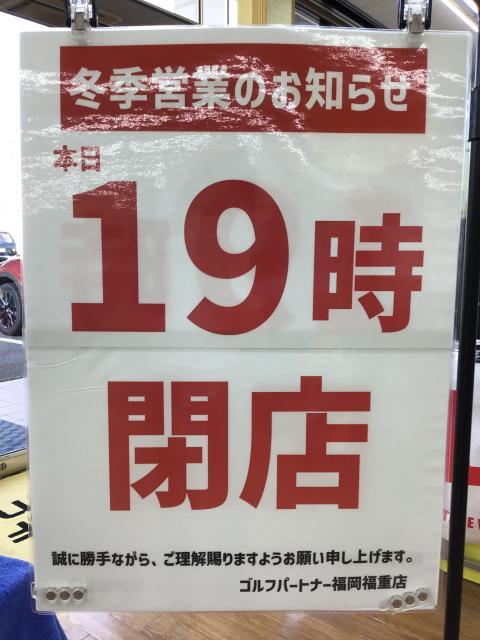 冬季営業のお知らせ
本日
19時
閉店
誠に勝手ながら、ご理解賜りますようお願い申し上げます。
ゴルフパートナー福岡福重店